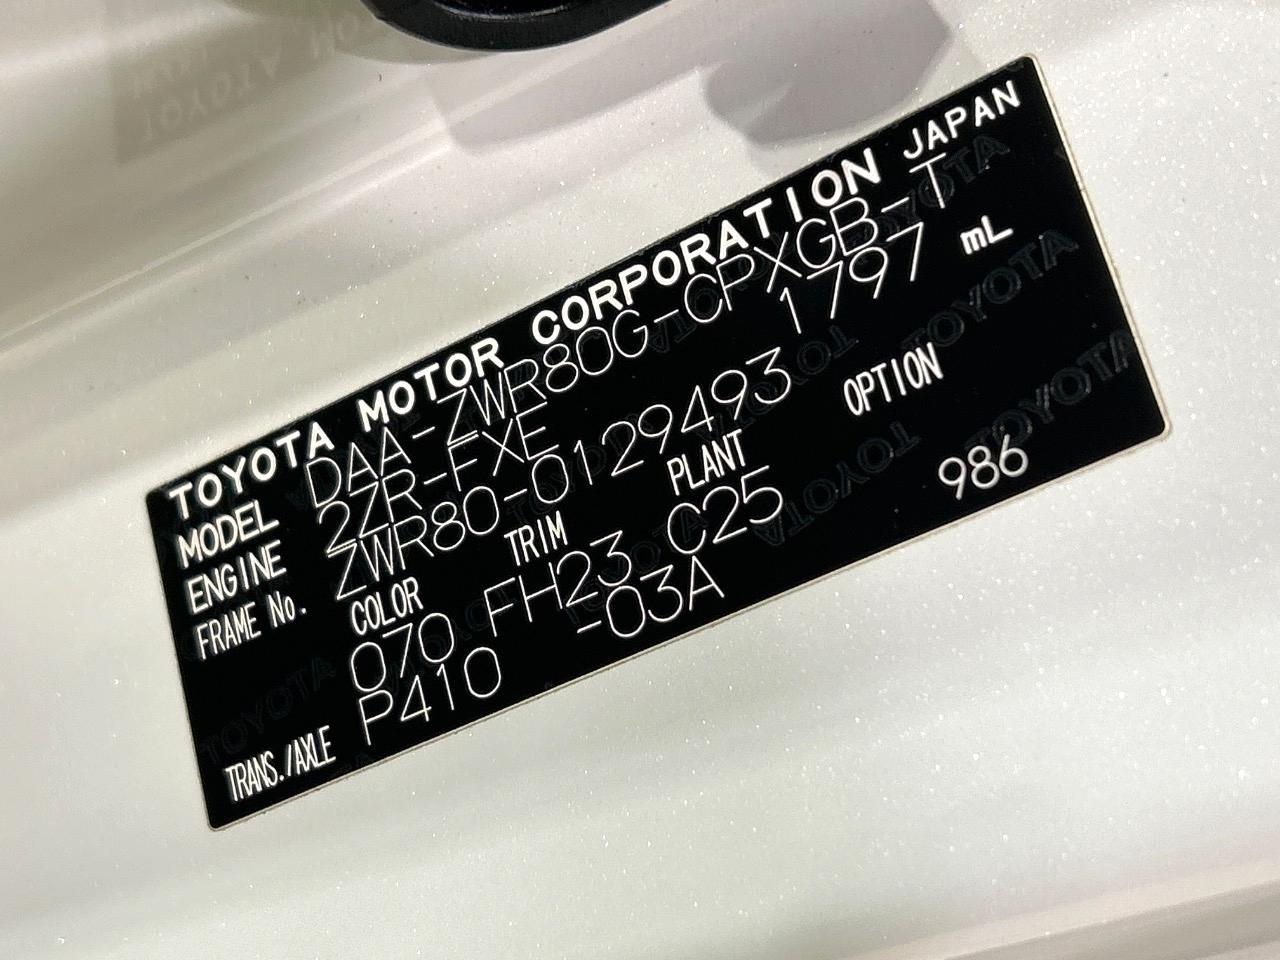 TOYOTA MOTOR CORPORATION JAPAN
MODEL DAA-ZWR80G-CPXGB-T
ENGINE 2ZR-FXE 1797 mL
FRAME No. ZWR80-0129493
COLOR TRIM PLANT OPTION
070 FH23 C25 986
TRANS./AXLE P410 -03A